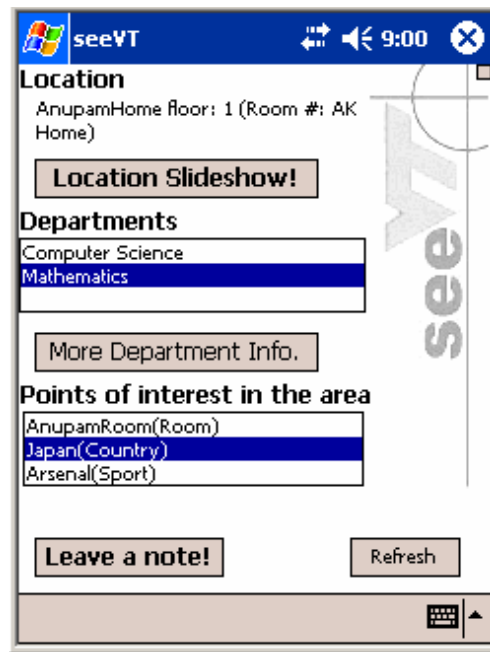 seeVT
9:00
Location
AnupamHome floor: 1 (Room #: AK
Home)
Location Slideshow!
Departments
Computer Science
Mathematics
More Department Info.
Points of interest in the area
AnupamRoom(Room)
Japan(Country)
Arsenal(Sport)
Leave a note!
Refresh
see VT